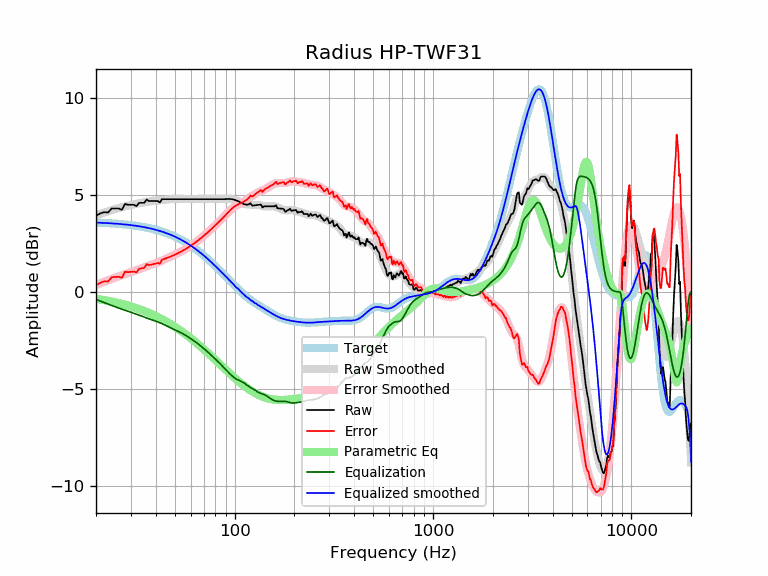 Radius HP-TWF31
Amplitude (dBr)
10
5
0
−5
−10
Target
Raw Smoothed
Error Smoothed
Raw
Error
Parametric Eq
Equalization
Equalized smoothed
100
1000
10000
Frequency (Hz)